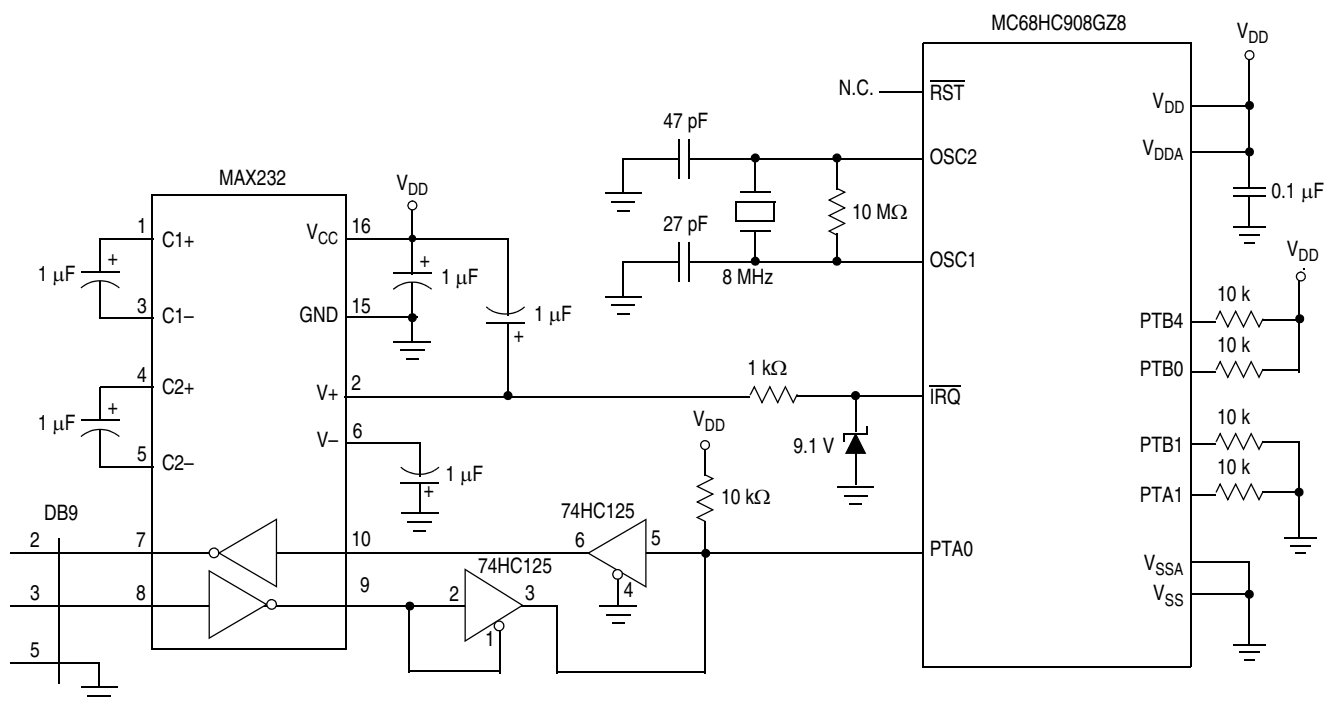 MC68HC908GZ8
V_DD
N.C.
RST
V_DD
47 pF
V_DDA
OSC2
MAX232
V_DD
10 MΩ
0.1 μF
1
C1+
V_CC
16
27 pF
V_DD
1 μF
+
+
1 μF
OSC1
8 MHz
3
C1–
GND
15
1 μF
+
10 k
PTB4
10 k
PTB0
4
C2+
V+
2
1 kΩ
IRQ
1 μF
+
V_DD
9.1 V
10 k
PTB1
V–
6
5
C2–
1 μF
+
10 k
PTA1
10 kΩ
DB9
74HC125
2
7
10
6
5
PTA0
4
74HC125
V_SSA
3
8
9
2
3
V_SS
1
5